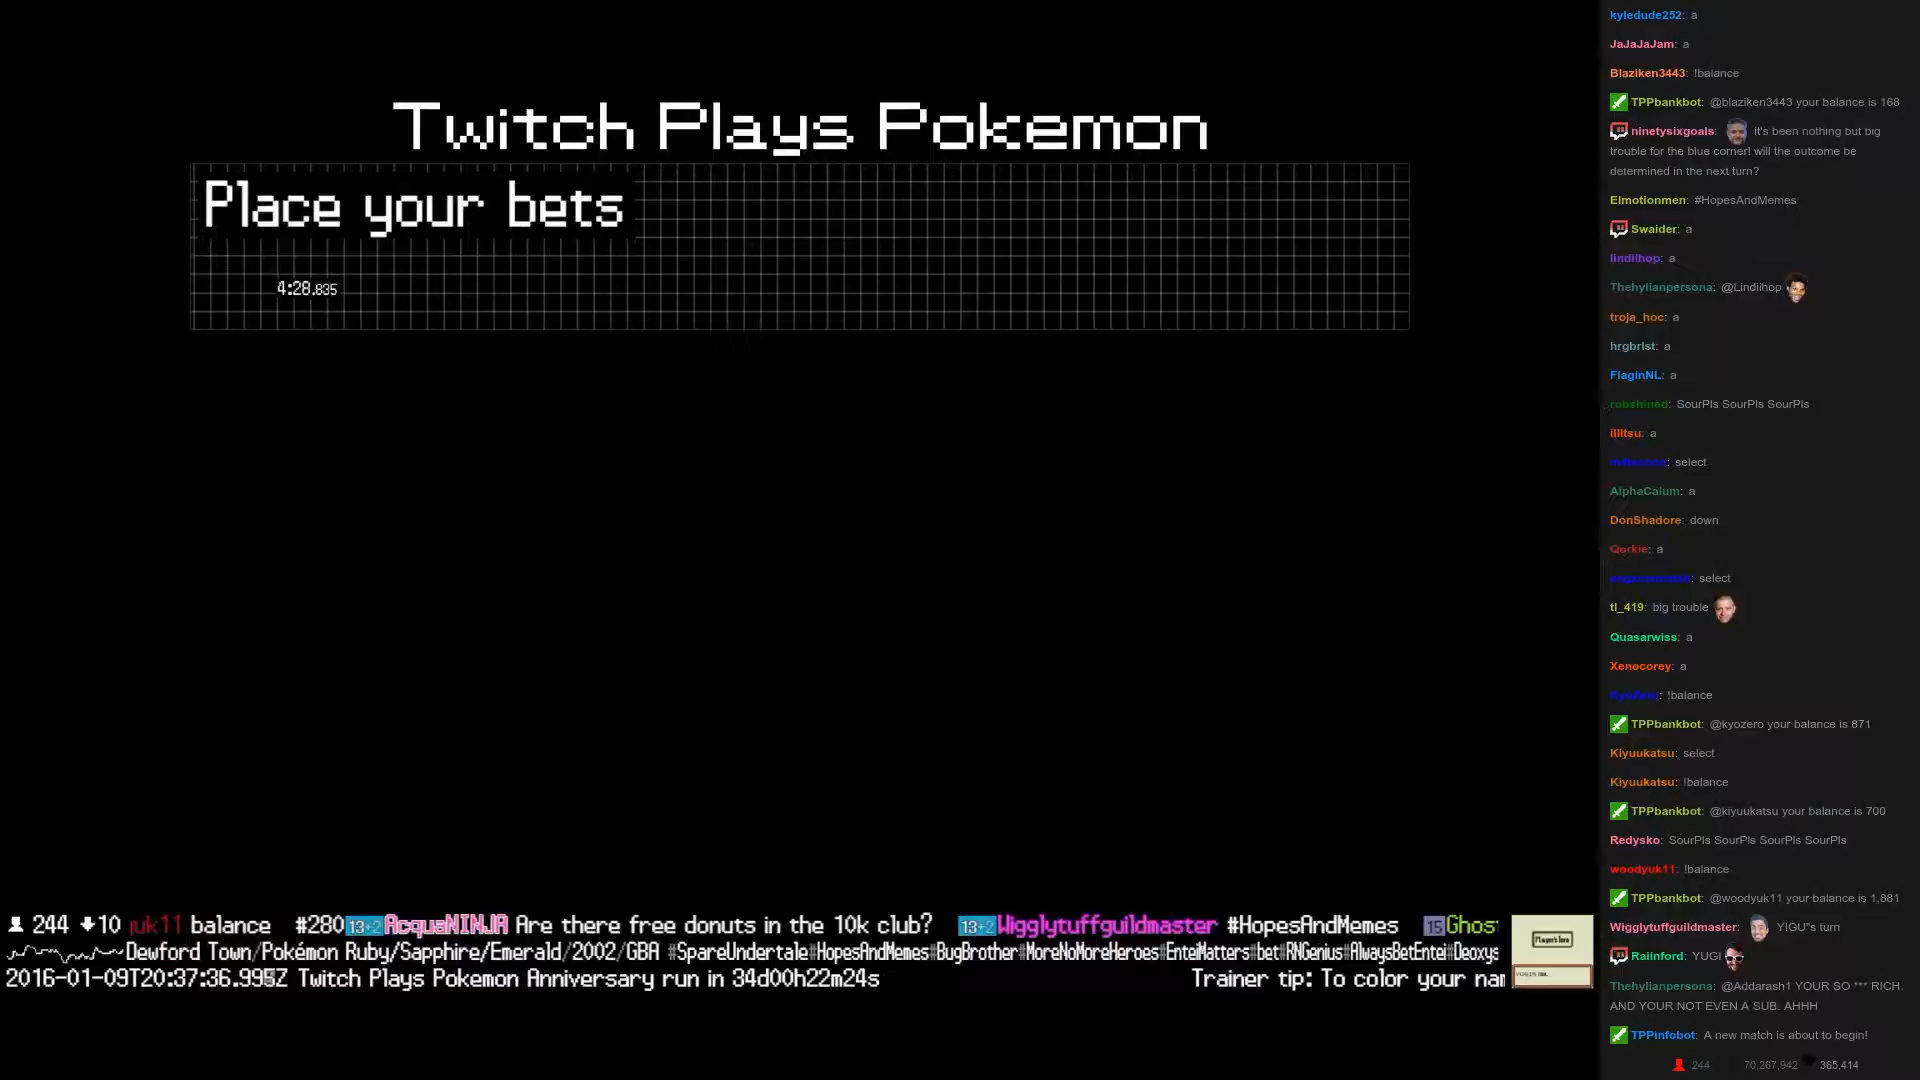 Twitch Plays Pokemon
Place your bets
4:28.835
244 10 juk11 balance #280 13+2 AcquaNINJA Are there free donuts in the 10k club? 13+2 Wigglytuffguildmaster #HopesAndMemes 15 Ghos
Dewford Town/Pokémon Ruby/Sapphire/Emerald/2002/GBA #SpareUndertale#HopesAndMemes#BugBrother#MoreNoMoreHeroes#EnteiMatters#bet#RNGenius#AlwaysBetEntei#Deoxys
2016-01-09T20:37:36.995Z Twitch Plays Pokemon Anniversary run in 34d00h22m24s
Trainer tip: To color your nam
kyledude252: a
JaJaJaJam: a
Blaziken3443: !balance
TPPbankbot: @blaziken3443 your balance is 168
ninetysixgoals: it's been nothing but big
trouble for the blue corner! will the outcome be
determined in the next turn?
Elmotionmen: #HopesAndMemes
Swaider: a
lindiihop: a
Thehylianpersona: @Lindiihop
troja_hoc: a
hrgbrlst: a
FlaginNL: a
robshined: SourPls SourPls SourPls
iilltsu: a
select
AlphaCalum: a
DonShadore: down
Qorkie: a
select
tl_419: big trouble
Quasarwiss: a
Xenocorey: a
Kyozero: !balance
TPPbankbot: @kyozero your balance is 871
Kiyuukatsu: select
Kiyuukatsu: !balance
TPPbankbot: @kiyuukatsu your balance is 700
Redysko: SourPls SourPls SourPls SourPls
woodyuk11: !balance
TPPbankbot: @woodyuk11 your balance is 1,881
Wigglytuffguildmaster: YIGU"s turn
Raiinford: YUGI
Thehylianpersona: @Addarash1 YOUR SO *** RICH.
AND YOUR NOT EVEN A SUB. AHHH
TPPinfobot: A new match is about to begin!
244 70,267,942 365,414